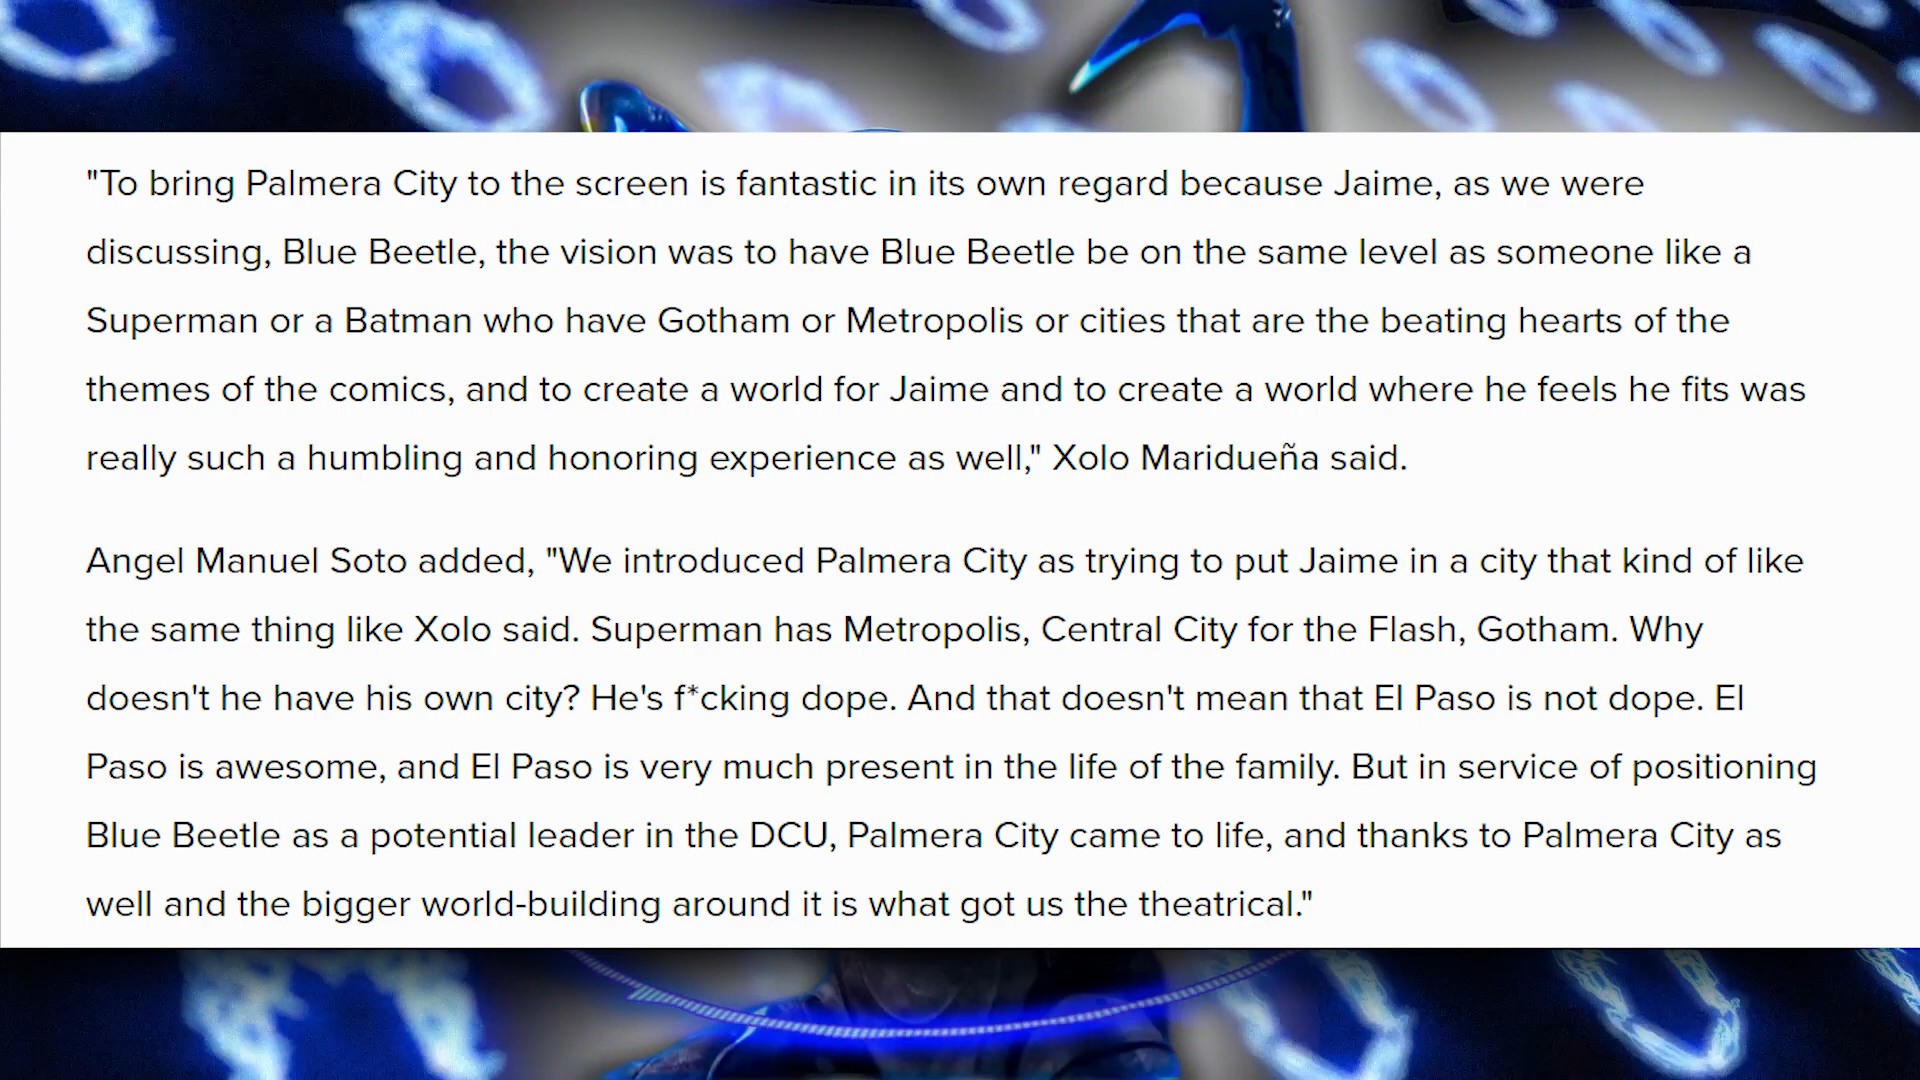 "To bring Palmera City to the screen is fantastic in its own regard because Jaime, as we were
discussing, Blue Beetle, the vision was to have Blue Beetle be on the same level as someone like a
Superman or a Batman who have Gotham or Metropolis or cities that are the beating hearts of the
themes of the comics, and to create a world for Jaime and to create a world where he feels he fits was
really such a humbling and honoring experience as well," Xolo Maridueña said.
Angel Manuel Soto added, "We introduced Palmera City as trying to put Jaime in a city that kind of like
the same thing like Xolo said. Superman has Metropolis, Central City for the Flash, Gotham. Why
doesn't he have his own city? He's f*cking dope. And that doesn't mean that El Paso is not dope. El
Paso is awesome, and El Paso is very much present in the life of the family. But in service of positioning
Blue Beetle as a potential leader in the DCU, Palmera City came to life, and thanks to Palmera City as
well and the bigger world-building around it is what got us the theatrical."